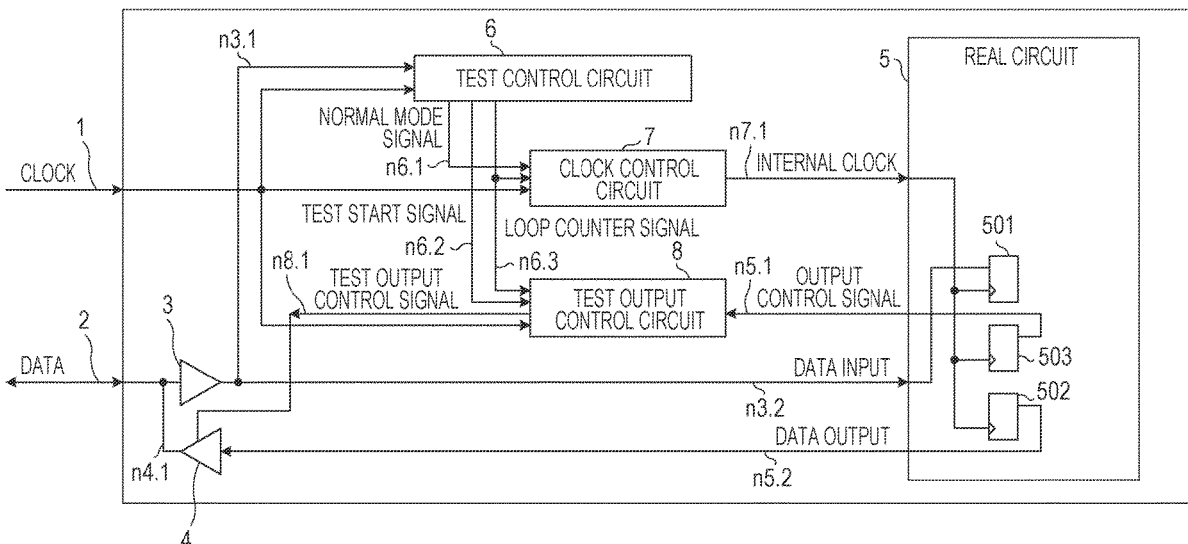 6
n3.1
TEST CONTROL CIRCUIT
5
REAL CIRCUIT
NORMAL MODE
SIGNAL
n6.1
1
CLOCK
7
CLOCK CONTROL
CIRCUIT
n7.1
INTERNAL CLOCK
TEST START SIGNAL
n6.2
LOOP COUNTER SIGNAL
n6.3
501
n8.1
TEST OUTPUT
CONTROL SIGNAL
8
TEST OUTPUT
CONTROL CIRCUIT
n5.1
OUTPUT
CONTROL SIGNAL
2
DATA
3
503
DATA INPUT
n3.2
502
n4.1
DATA OUTPUT
n5.2
4